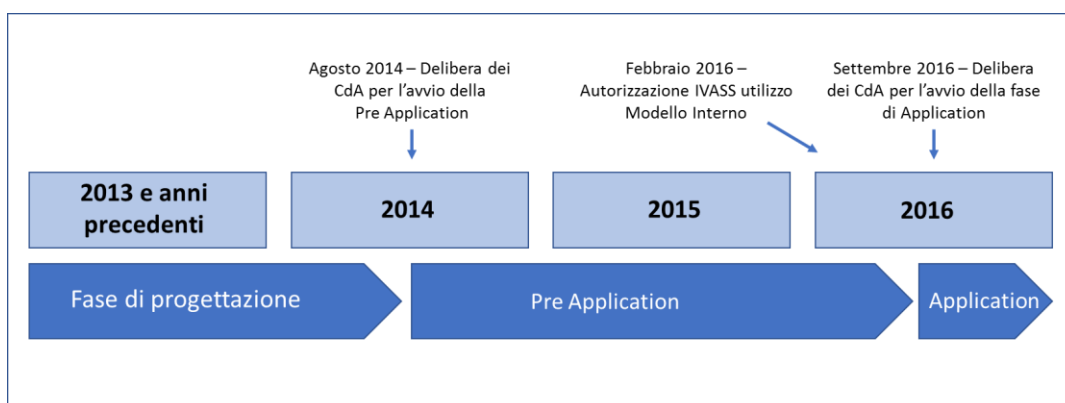 Agosto 2014 – Delibera dei
CdA per l'avvio della
Pre Application
Febbraio 2016 –
Autorizzazione IVASS utilizzo
Modello Interno
Settembre 2016 – Delibera
dei CdA per l'avvio della fase
di Application
2013 e anni
precedenti
2014
2015
2016
Fase di progettazione
Pre Application
Application